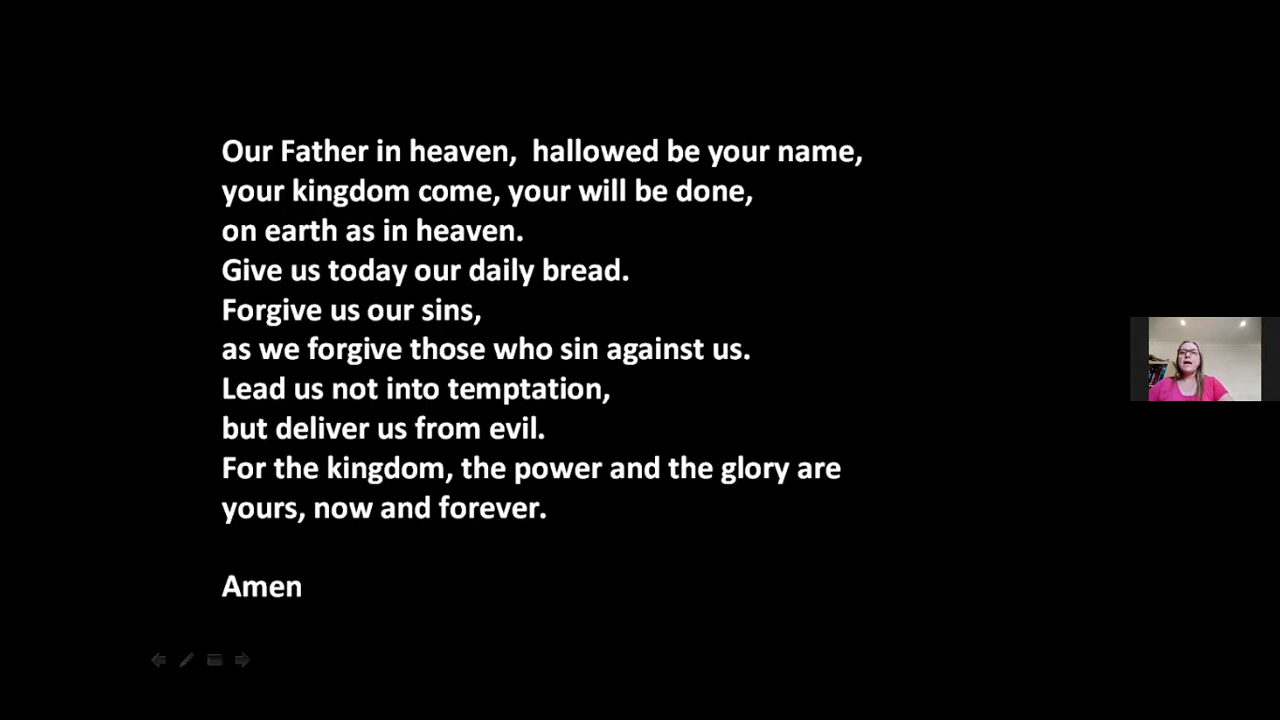 Our Father in heaven,  hallowed be your name,
your kingdom come, your will be done,
on earth as in heaven.
Give us today our daily bread.
Forgive us our sins,
as we forgive those who sin against us.
Lead us not into temptation,
but deliver us from evil.
For the kingdom, the power and the glory are
yours, now and forever.
Amen